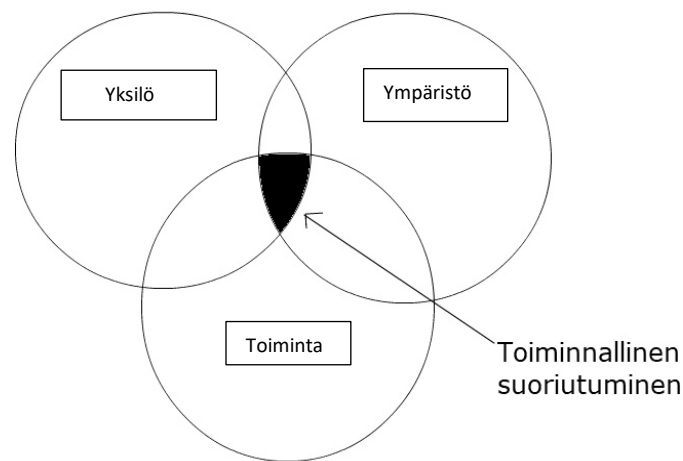 Yksilö
Ympäristö
Toiminta
Toiminnallinen
suoriutuminen